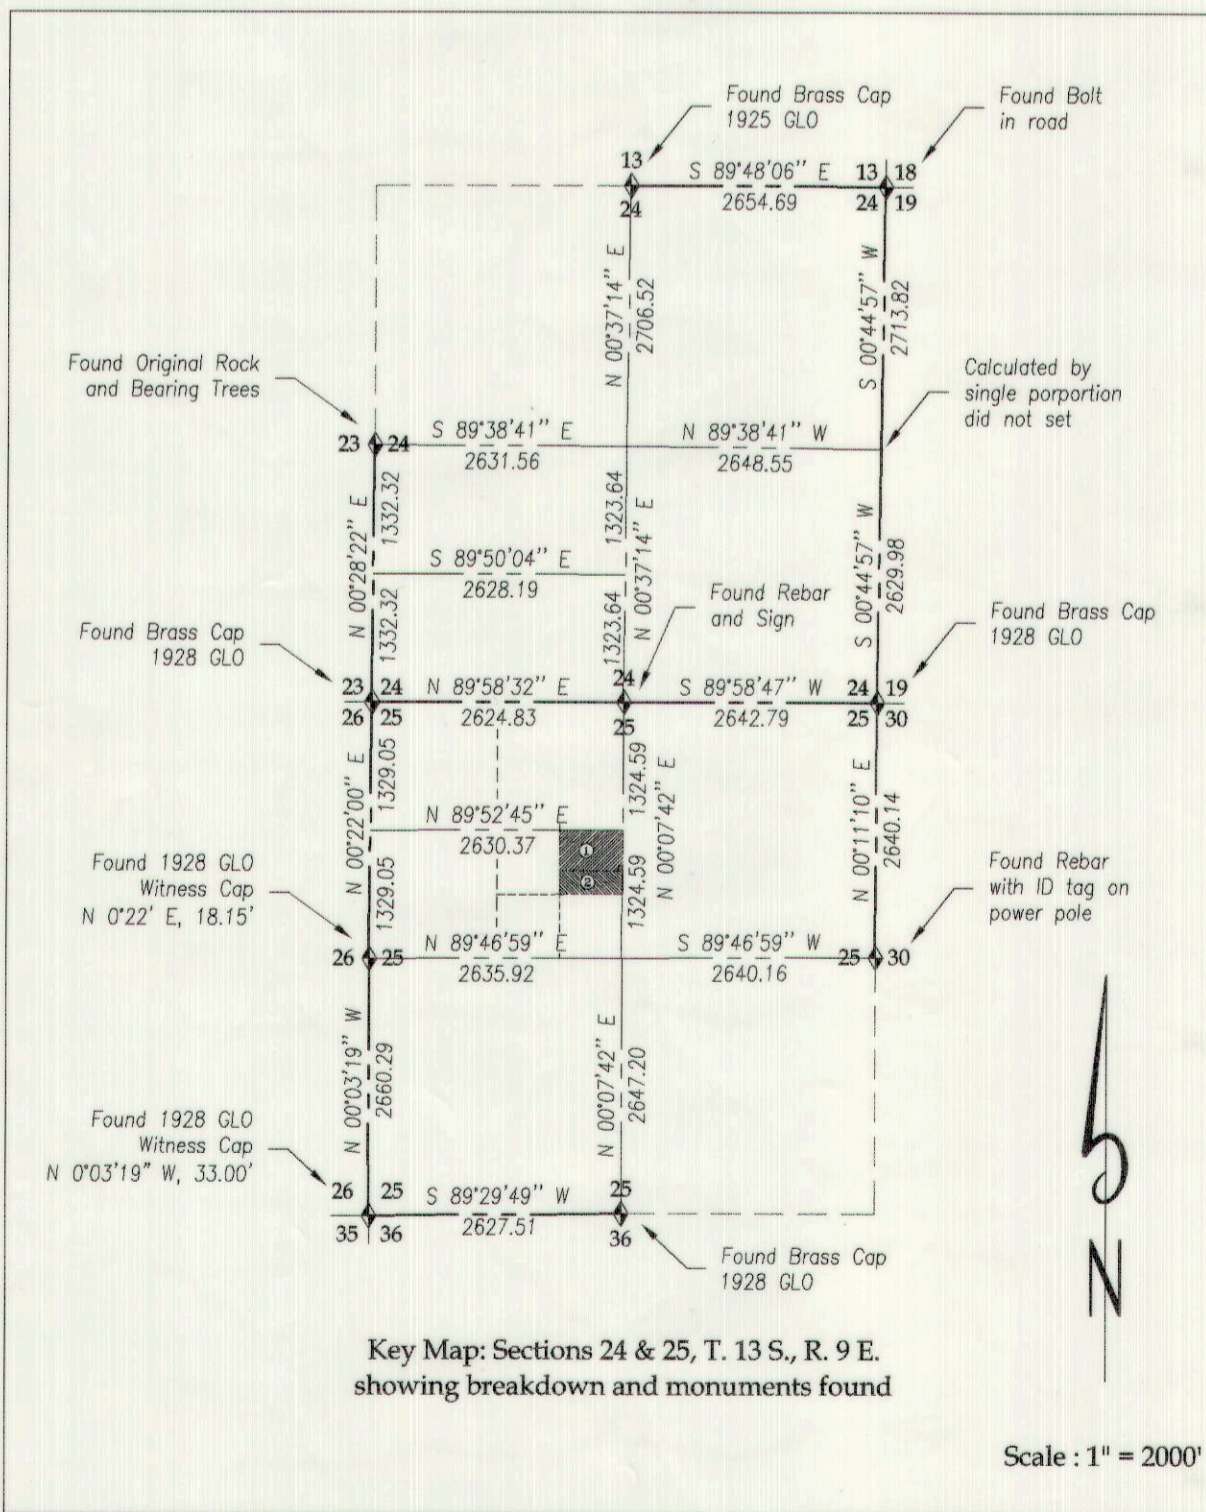 Found Brass Cap
1925 GLO
Found Bolt
in road
13
S 89°48'06" E
13 18
24
2654.69
24 19
N 00°37'14" E
2706.52
S 00°44'57" W
2713.82
Found Original Rock
and Bearing Trees
Calculated by
single porportion
did not set
23 24
S 89°38'41" E
2631.56
N 89°38'41" W
2648.55
N 00°28'22" E
1332.32
1332.32
1323.64
1323.64
N 00°37'14" E
S 00°44'57" W
2629.98
S 89°50'04" E
2628.19
Found Rebar
and Sign
Found Brass Cap
1928 GLO
Found Brass Cap
1928 GLO
23 24
N 89°58'32" E
24
S 89°58'47" W
24 19
26 25
2624.83
25
2642.79
25 30
N 00°22'00" E
1329.05
1329.05
1324.59
1324.59
N 00°07'42" E
N 00°11'10" E
2640.14
N 89°52'45" E
2630.37
1
2
Found 1928 GLO
Witness Cap
N 0°22' E, 18.15'
Found Rebar
with ID tag on
power pole
26 25
N 89°46'59" E
2635.92
S 89°46'59" W
2640.16
25 30
N 00°03'19" W
2660.29
N 00°07'42" E
2647.20
Found 1928 GLO
Witness Cap
N 0°03'19" W, 33.00'
26 25
S 89°29'49" W
25
35 36
2627.51
36
Found Brass Cap
1928 GLO
N
Key Map: Sections 24 & 25, T. 13 S., R. 9 E.
showing breakdown and monuments found
Scale : 1" = 2000'